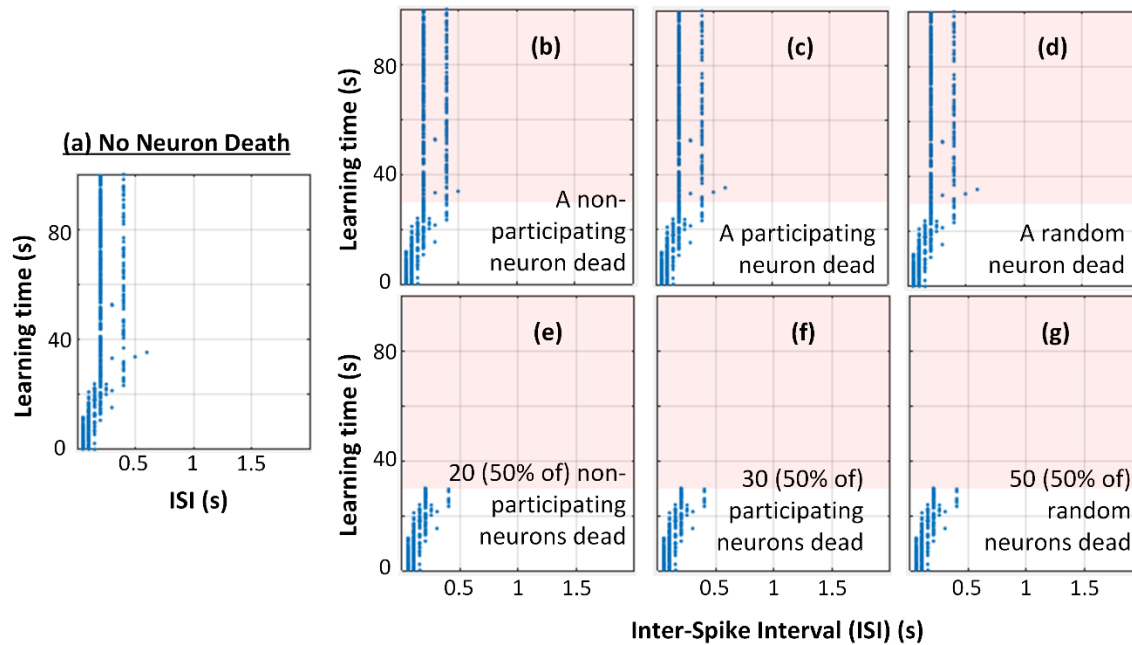 (a) No Neuron Death
Learning time (s)
80
40
0
0.5 1 1.5
ISI (s)
Learning time (s)
80
40
0
(b)
A non-
participating
neuron dead
(c)
A participating
neuron dead
(d)
A random
neuron dead
Learning time (s)
80
40
0
(e)
20 (50% of) non-
participating
neurons dead
0.5 1 1.5
(f)
30 (50% of)
participating
neurons dead
0.5 1 1.5
(g)
50 (50% of)
random
neurons dead
0.5 1 1.5
Inter-Spike Interval (ISI) (s)